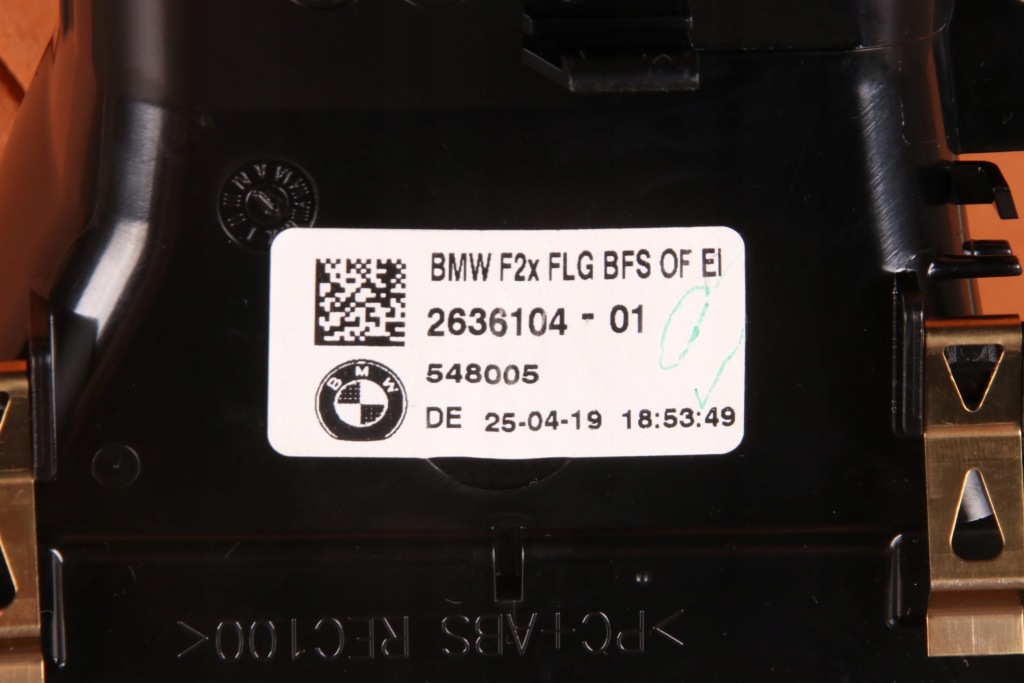 BMW F2x FLG BFS OF EI
2636104 - 01
548005
BMW
DE 25-04-19 18:53:49
>PC+ABS REC100<